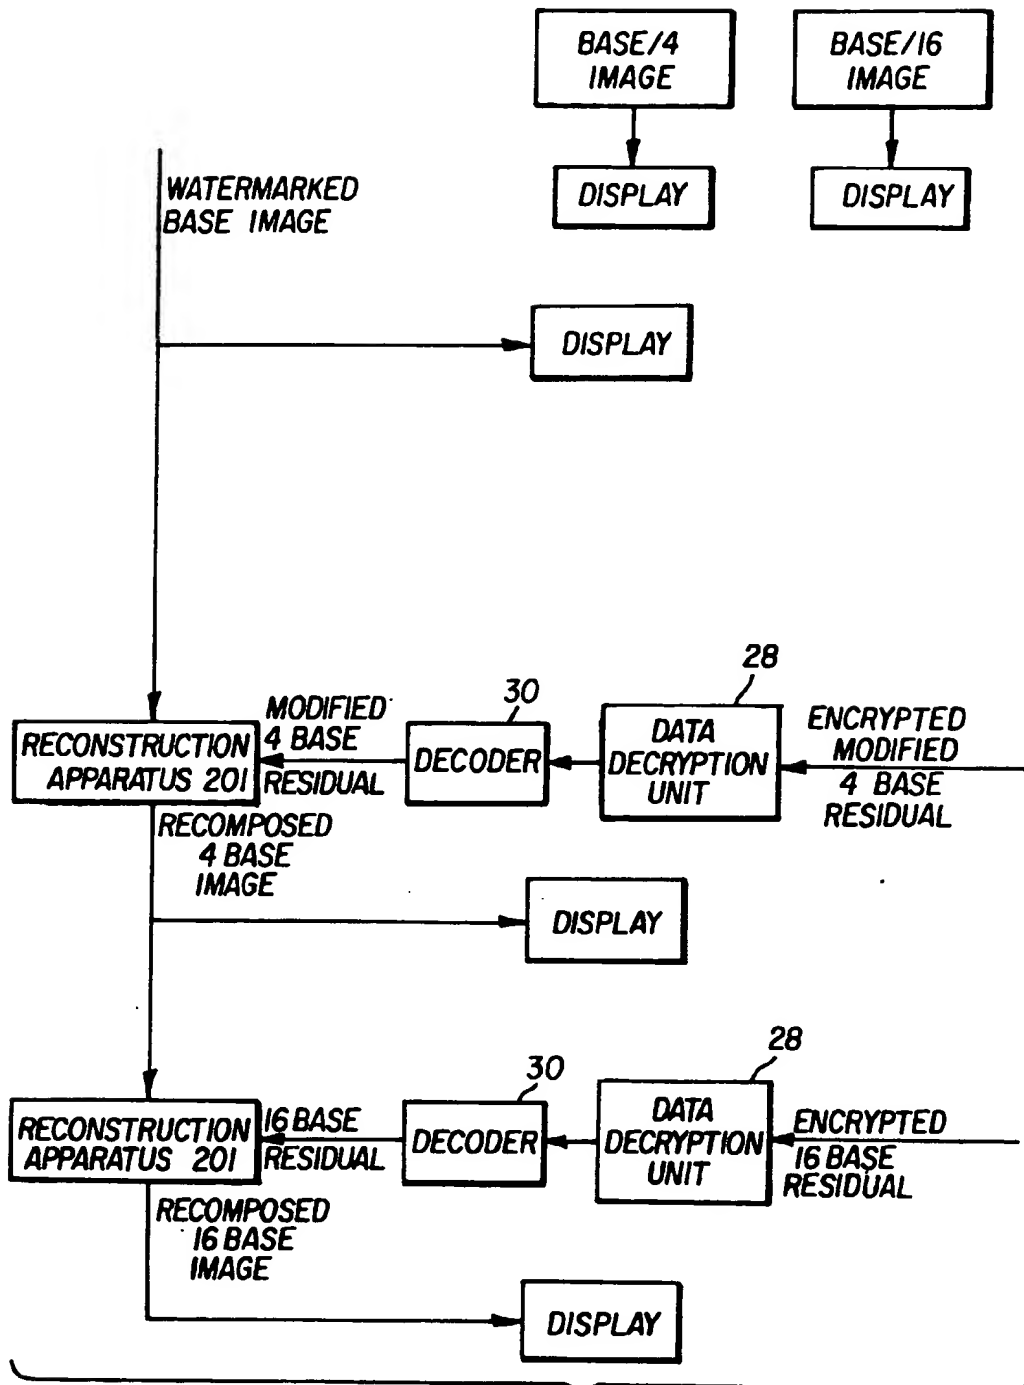 BASE/4
IMAGE
BASE/16
IMAGE
DISPLAY
DISPLAY
WATERMARKED
BASE IMAGE
DISPLAY
28
30
MODIFIED
4 BASE
RESIDUAL
RECONSTRUCTION
APPARATUS 201
DECODER
DATA
DECRYPTION
UNIT
ENCRYPTED
MODIFIED
4 BASE
RESIDUAL
RECOMPOSED
4 BASE
IMAGE
DISPLAY
28
30
RECONSTRUCTION
APPARATUS 201
16 BASE
RESIDUAL
DECODER
DATA
DECRYPTION
UNIT
ENCRYPTED
16 BASE
RESIDUAL
RECOMPOSED
16 BASE
IMAGE
DISPLAY